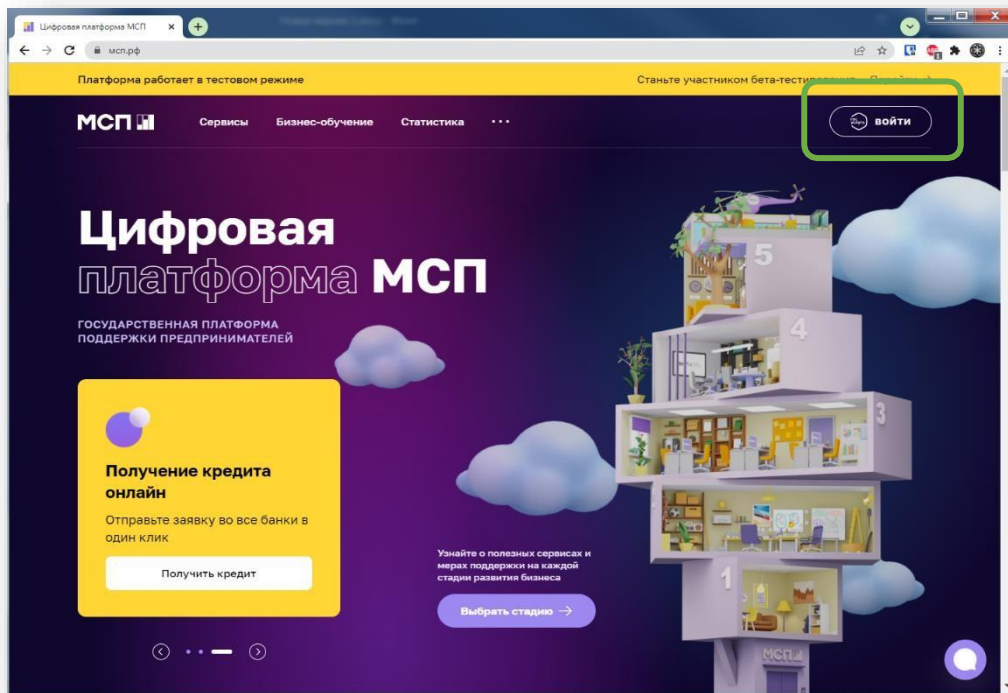 Цифровая платформа МСП
мсп.рф
Платформа работает в тестовом режиме
Станьте участником бета-тестирования Перейти →
МСП
Сервисы Бизнес-обучение Статистика ···
войти
Цифровая
платформа МСП
ГОСУДАРСТВЕННАЯ ПЛАТФОРМА
ПОДДЕРЖКИ ПРЕДПРИНИМАТЕЛЕЙ
5
4
3
Получение кредита
онлайн
Отправьте заявку во все банки в
один клик
Получить кредит
Узнайте о полезных сервисах и
мерах поддержки на каждой
стадии развития бизнеса
Выбрать стадию →
1
МСП